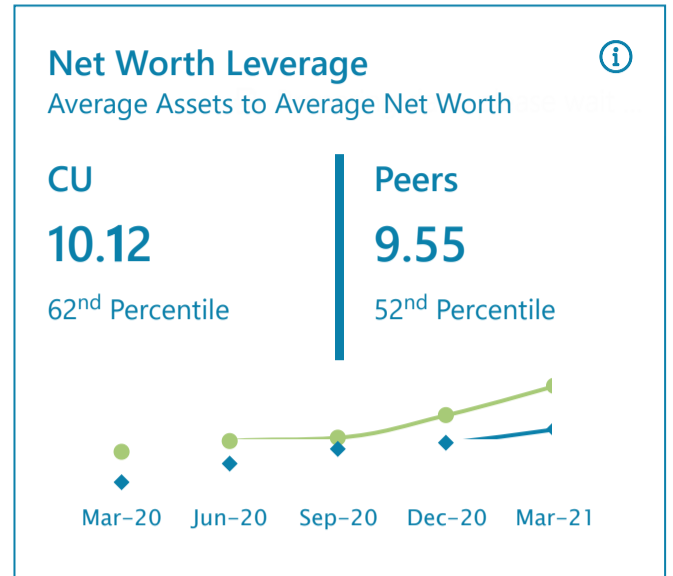 Net Worth Leverage
Average Assets to Average Net Worth
CU
10.12
62nd Percentile
Peers
9.55
52nd Percentile
Mar-20 Jun-20 Sep-20 Dec-20 Mar-21